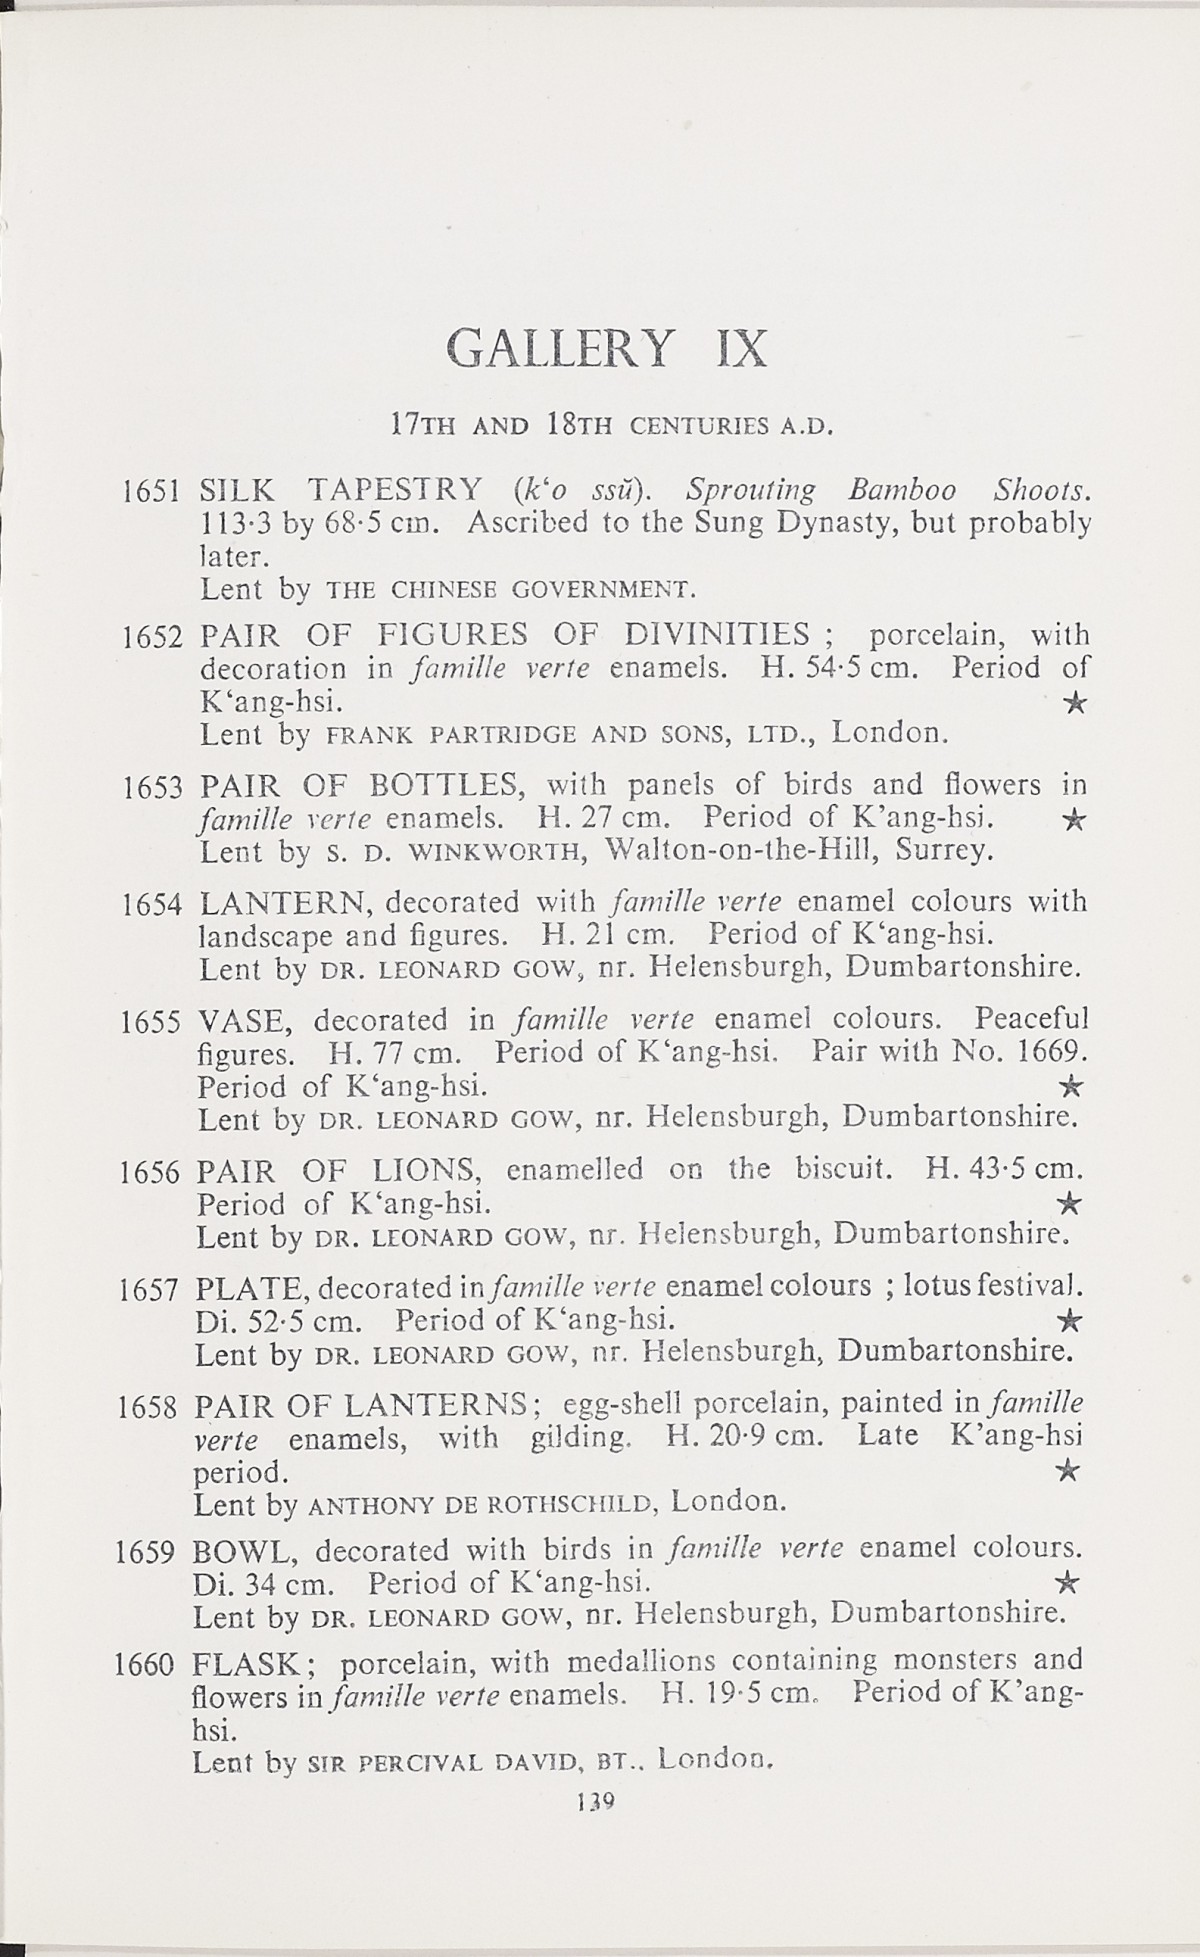 GALLERY IX
17TH AND 18TH CENTURIES A.D.
1651 SILK TAPESTRY (k‘o ssŭ). Sprouting Bamboo Shoots.
113·3 by 68·5 cm. Ascribed to the Sung Dynasty, but probably
later.
Lent by THE CHINESE GOVERNMENT.
1652 PAIR OF FIGURES OF DIVINITIES ; porcelain, with
decoration in famille verte enamels. H. 54·5 cm. Period of
K‘ang-hsi. ★
Lent by FRANK PARTRIDGE AND SONS, LTD., London.
1653 PAIR OF BOTTLES, with panels of birds and flowers in
famille verte enamels. H. 27 cm. Period of K’ang-hsi. ★
Lent by S. D. WINKWORTH, Walton-on-the-Hill, Surrey.
1654 LANTERN, decorated with famille verte enamel colours with
landscape and figures. H. 21 cm. Period of K‘ang-hsi.
Lent by DR. LEONARD GOW, nr. Helensburgh, Dumbartonshire.
1655 VASE, decorated in famille verte enamel colours. Peaceful
figures. H. 77 cm. Period of K‘ang-hsi. Pair with No. 1669.
Period of K‘ang-hsi. ★
Lent by DR. LEONARD GOW, nr. Helensburgh, Dumbartonshire.
1656 PAIR OF LIONS, enamelled on the biscuit. H. 43·5 cm.
Period of K‘ang-hsi. ★
Lent by DR. LEONARD GOW, nr. Helensburgh, Dumbartonshire.
1657 PLATE, decorated in famille verte enamel colours ; lotus festival.
Di. 52·5 cm. Period of K‘ang-hsi. ★
Lent by DR. LEONARD GOW, nr. Helensburgh, Dumbartonshire.
1658 PAIR OF LANTERNS ; egg-shell porcelain, painted in famille
verte enamels, with gilding. H. 20·9 cm. Late K’ang-hsi
period. ★
Lent by ANTHONY DE ROTHSCHILD, London.
1659 BOWL, decorated with birds in famille verte enamel colours.
Di. 34 cm. Period of K‘ang-hsi. ★
Lent by DR. LEONARD GOW, nr. Helensburgh, Dumbartonshire.
1660 FLASK ; porcelain, with medallions containing monsters and
flowers in famille verte enamels. H. 19·5 cm. Period of K’ang-
hsi.
Lent by SIR PERCIVAL DAVID, BT., London.
139